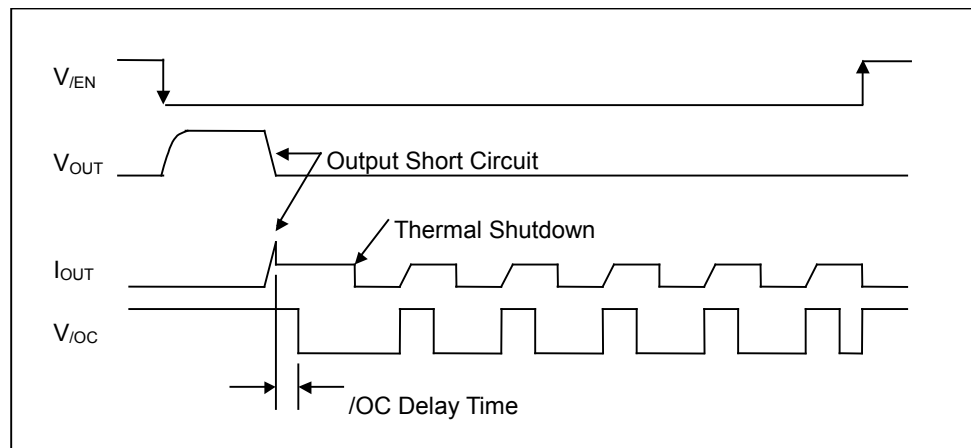 V/EN
VOUT
Output Short Circuit
Thermal Shutdown
IOUT
V/OC
/OC Delay Time